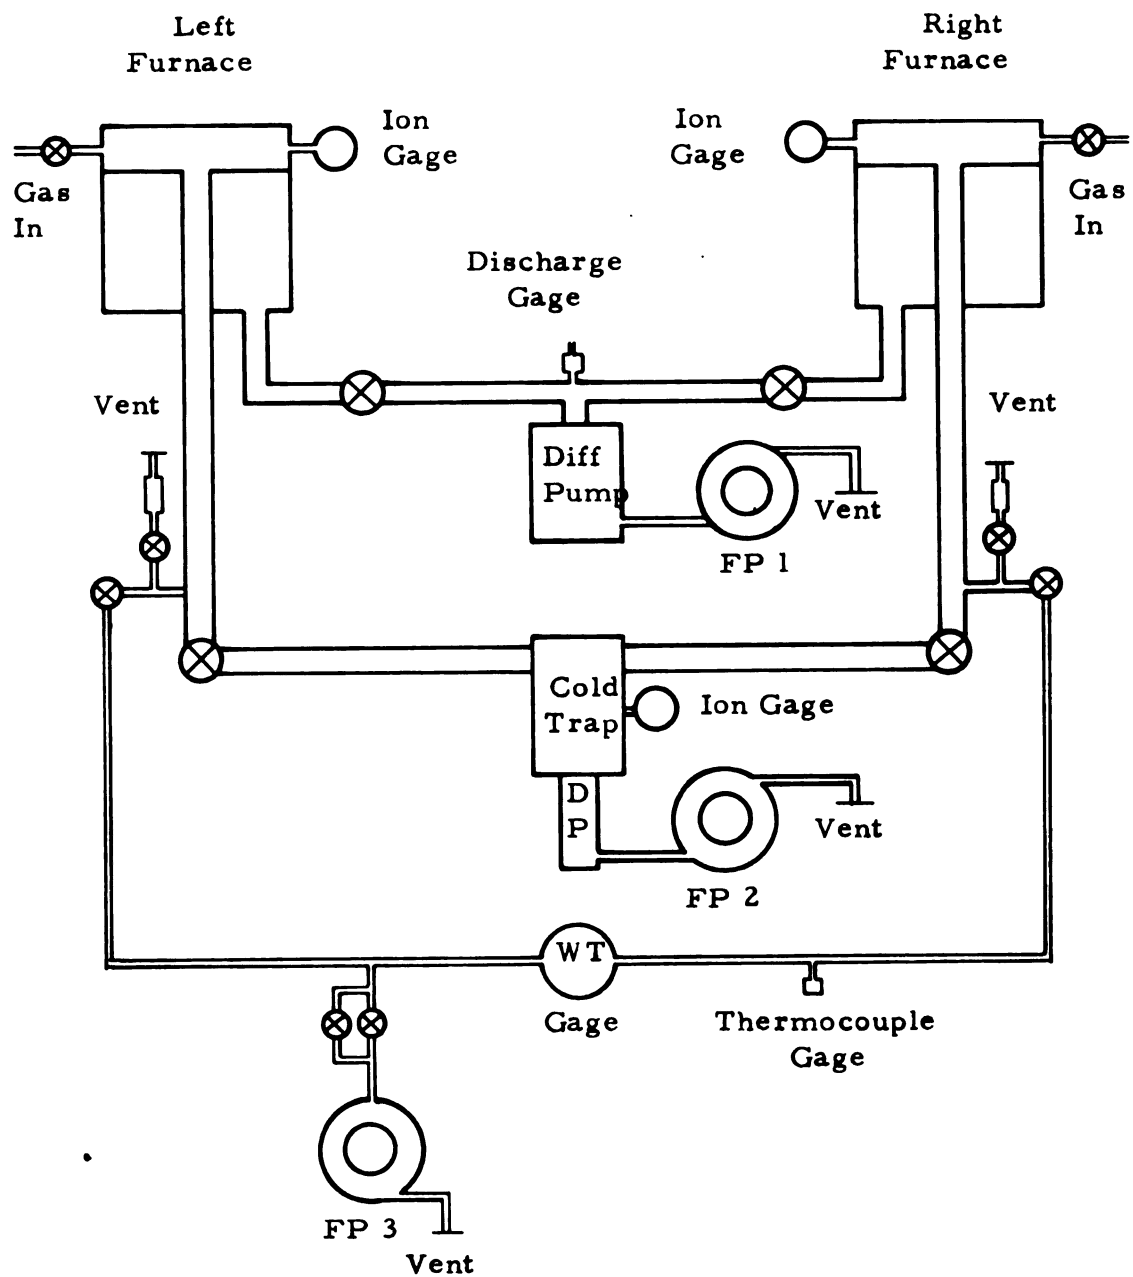 Left
Furnace
Right
Furnace
Ion
Gage
Ion
Gage
Gas
In
Gas
In
Discharge
Gage
Vent
Vent
Diff
Pump
Vent
FP 1
Cold
Trap
Ion Gage
D
P
Vent
FP 2
WT
Gage
Thermocouple
Gage
FP 3
Vent